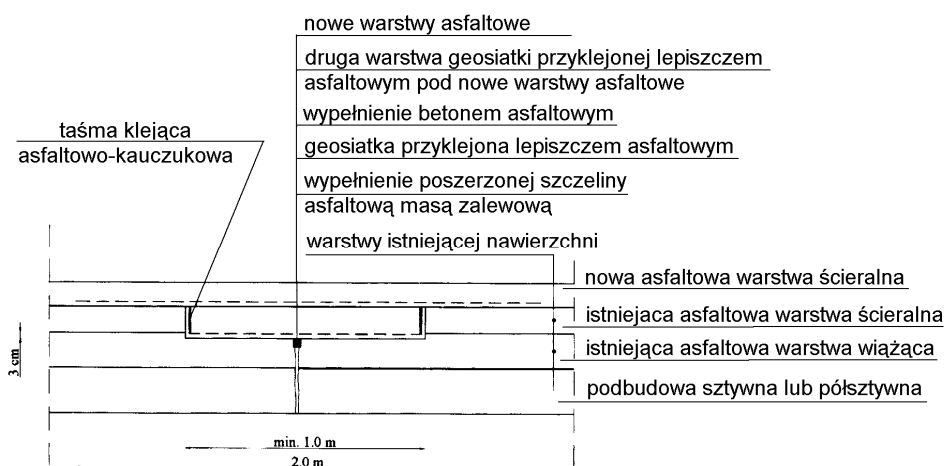 nowe warstwy asfaltowe
druga warstwa geosiatki przyklejonej lepiszczem
asfaltowym pod nowe warstwy asfaltowe
wypełnienie betonem asfaltowym
taśma klejąca
asfaltowo-kauczukowa
geosiatka przyklejona lepiszczem asfaltowym
wypełnienie poszerzonej szczeliny
asfaltową masą zalewową
warstwy istniejącej nawierzchni
nowa asfaltowa warstwa ścieralna
istniejaca asfaltowa warstwa ścieralna
istniejąca asfaltowa warstwa wiążąca
podbudowa sztywna lub półsztywna
3 cm
min. 1.0 m
2.0 m